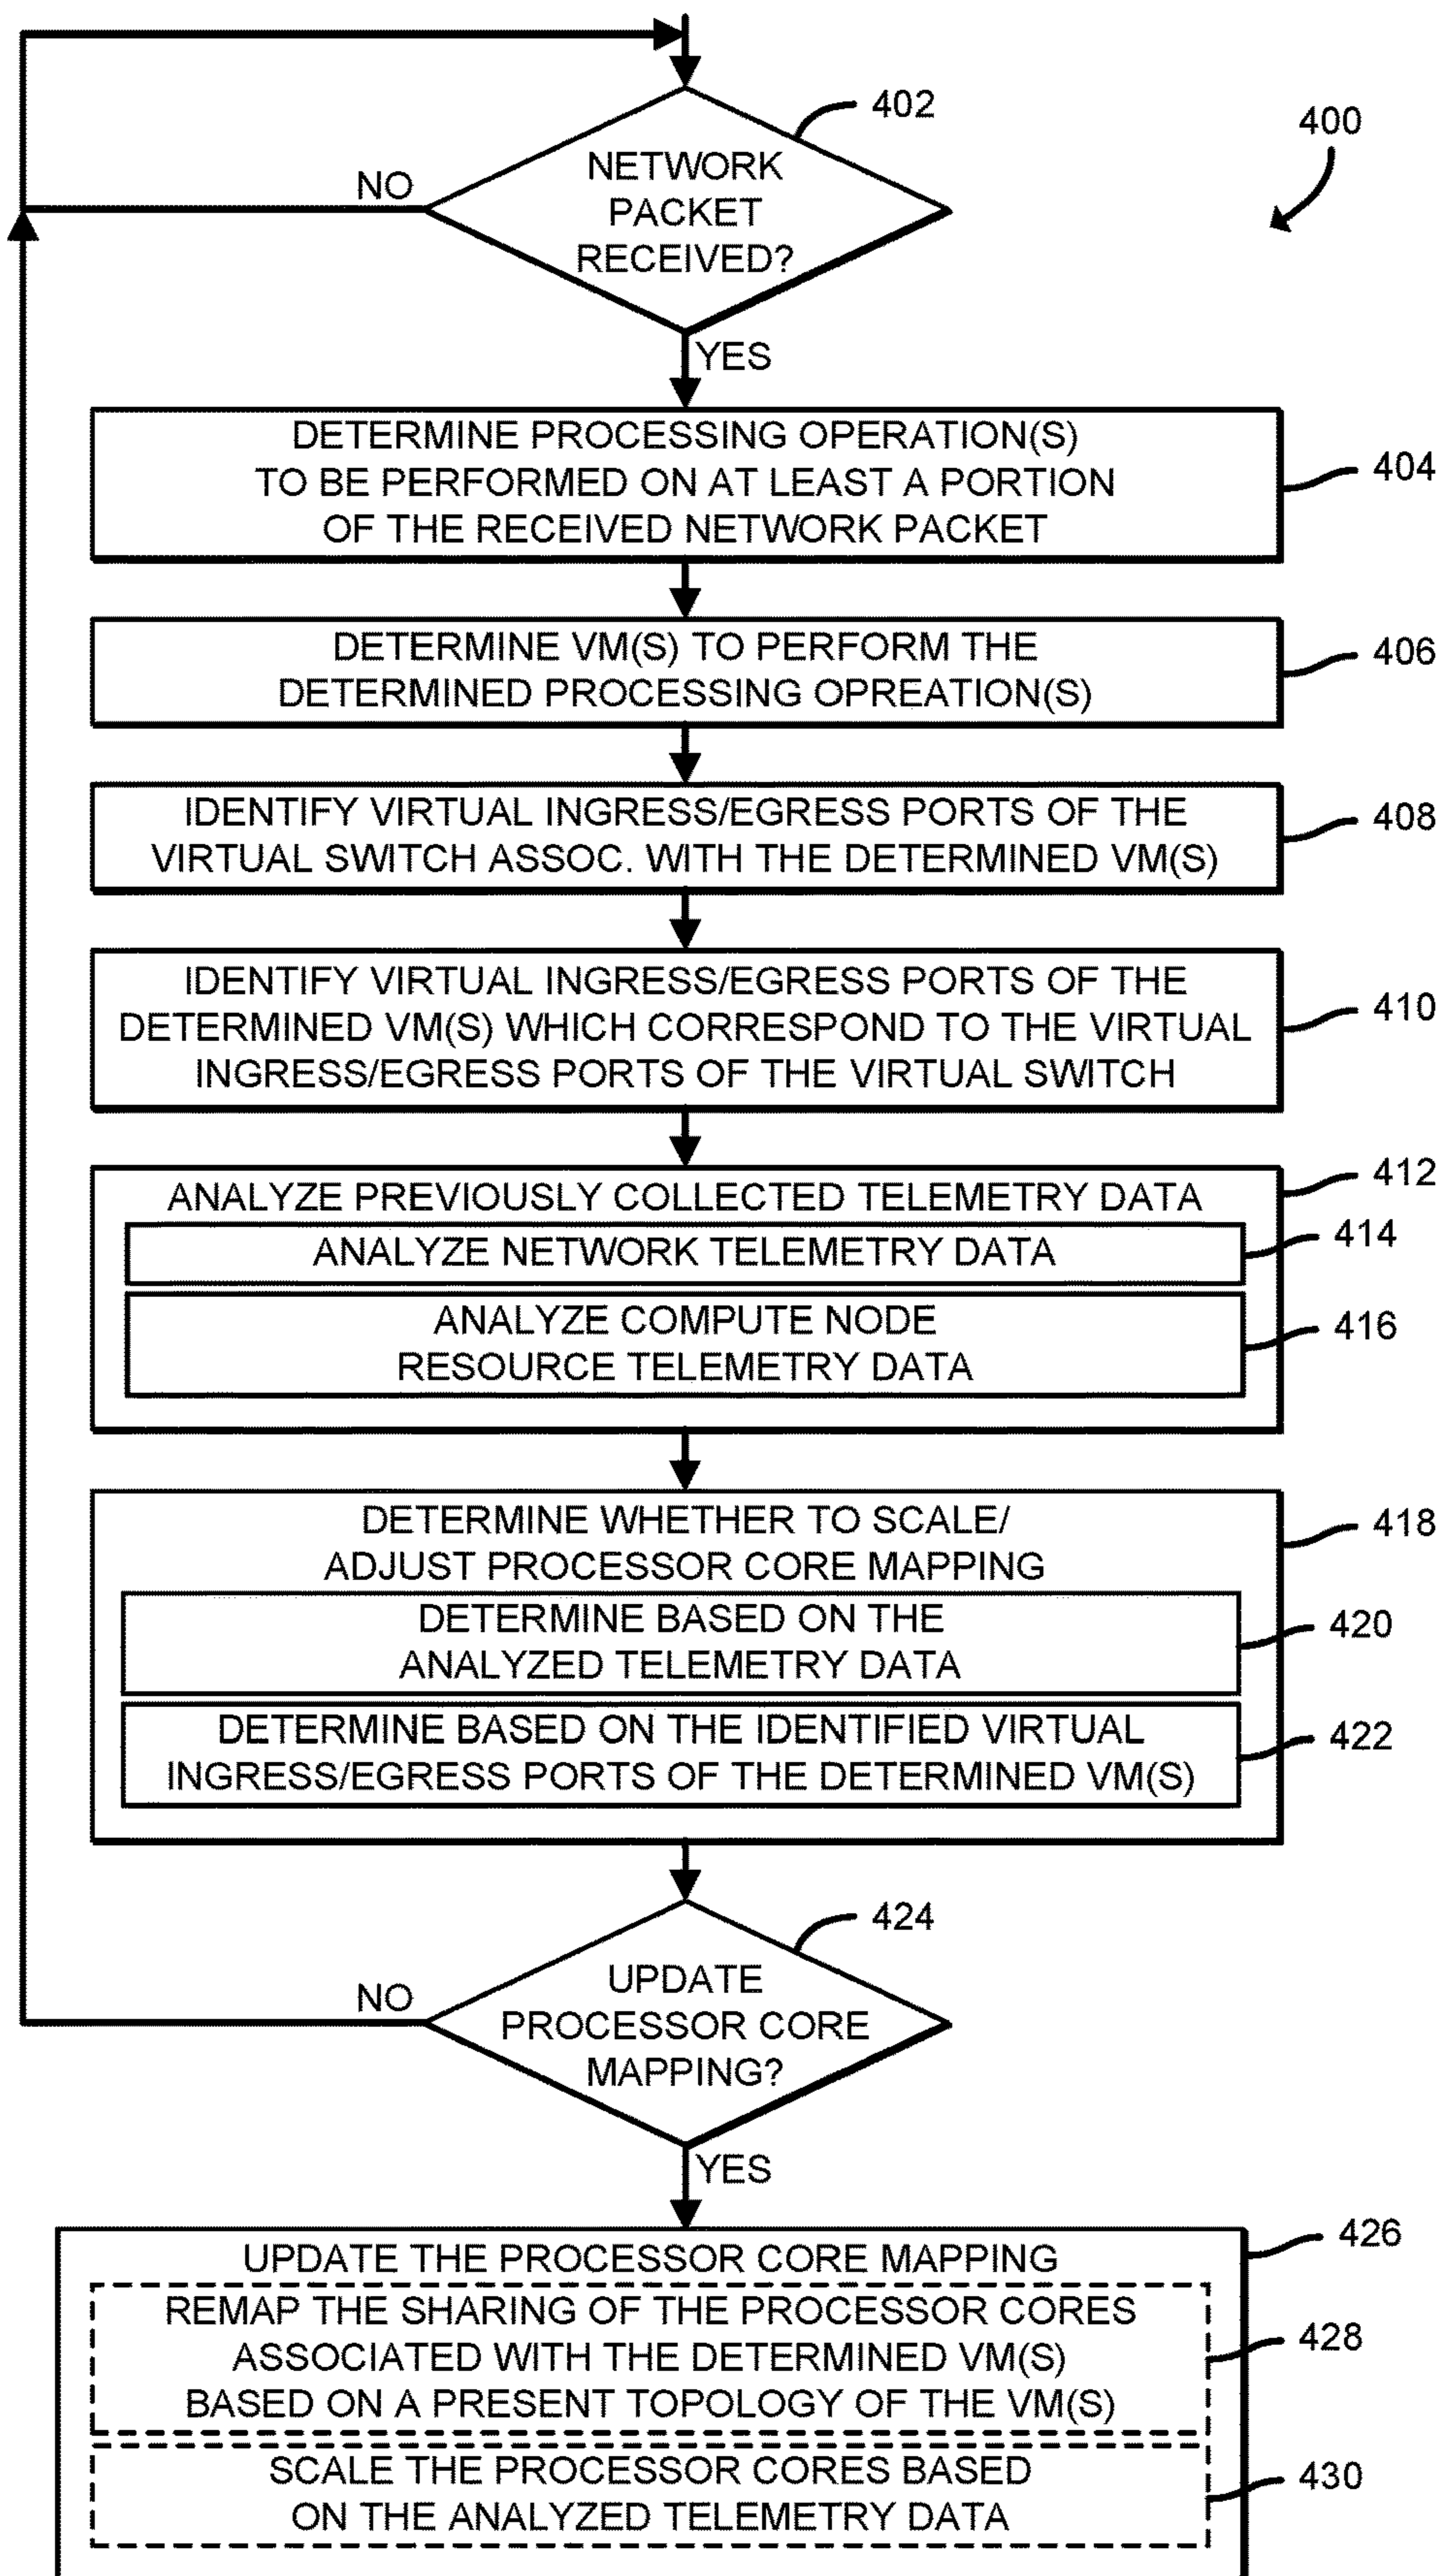 402
400
NETWORK
PACKET
RECEIVED?
NO
YES
DETERMINE PROCESSING OPERATION(S)
TO BE PERFORMED ON AT LEAST A PORTION
OF THE RECEIVED NETWORK PACKET
404
DETERMINE VM(S) TO PERFORM THE
DETERMINED PROCESSING OPREATION(S)
406
IDENTIFY VIRTUAL INGRESS/EGRESS PORTS OF THE
VIRTUAL SWITCH ASSOC. WITH THE DETERMINED VM(S)
408
IDENTIFY VIRTUAL INGRESS/EGRESS PORTS OF THE
DETERMINED VM(S) WHICH CORRESPOND TO THE VIRTUAL
INGRESS/EGRESS PORTS OF THE VIRTUAL SWITCH
410
ANALYZE PREVIOUSLY COLLECTED TELEMETRY DATA
412
ANALYZE NETWORK TELEMETRY DATA
414
ANALYZE COMPUTE NODE
RESOURCE TELEMETRY DATA
416
DETERMINE WHETHER TO SCALE/
ADJUST PROCESSOR CORE MAPPING
418
DETERMINE BASED ON THE
ANALYZED TELEMETRY DATA
420
DETERMINE BASED ON THE IDENTIFIED VIRTUAL
INGRESS/EGRESS PORTS OF THE DETERMINED VM(S)
422
424
UPDATE
PROCESSOR CORE
MAPPING?
NO
YES
UPDATE THE PROCESSOR CORE MAPPING
426
REMAP THE SHARING OF THE PROCESSOR CORES
ASSOCIATED WITH THE DETERMINED VM(S)
BASED ON A PRESENT TOPOLOGY OF THE VM(S)
428
SCALE THE PROCESSOR CORES BASED
ON THE ANALYZED TELEMETRY DATA
430